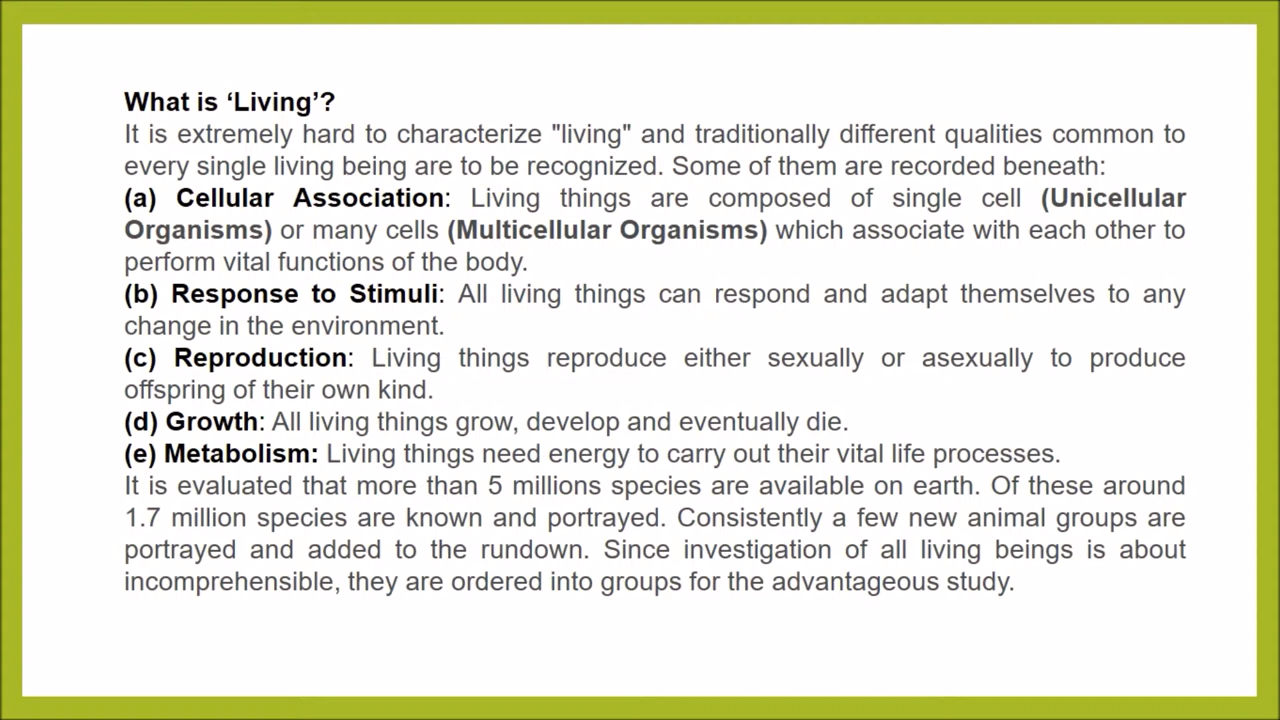 What is ‘Living’?
It is extremely hard to characterize "living" and traditionally different qualities common to
every single living being are to be recognized. Some of them are recorded beneath:
(a) Cellular Association: Living things are composed of single cell (Unicellular
Organisms) or many cells (Multicellular Organisms) which associate with each other to
perform vital functions of the body.
(b) Response to Stimuli: All living things can respond and adapt themselves to any
change in the environment.
(c) Reproduction: Living things reproduce either sexually or asexually to produce
offspring of their own kind.
(d) Growth: All living things grow, develop and eventually die.
(e) Metabolism: Living things need energy to carry out their vital life processes.
It is evaluated that more than 5 millions species are available on earth. Of these around
1.7 million species are known and portrayed. Consistently a few new animal groups are
portrayed and added to the rundown. Since investigation of all living beings is about
incomprehensible, they are ordered into groups for the advantageous study.